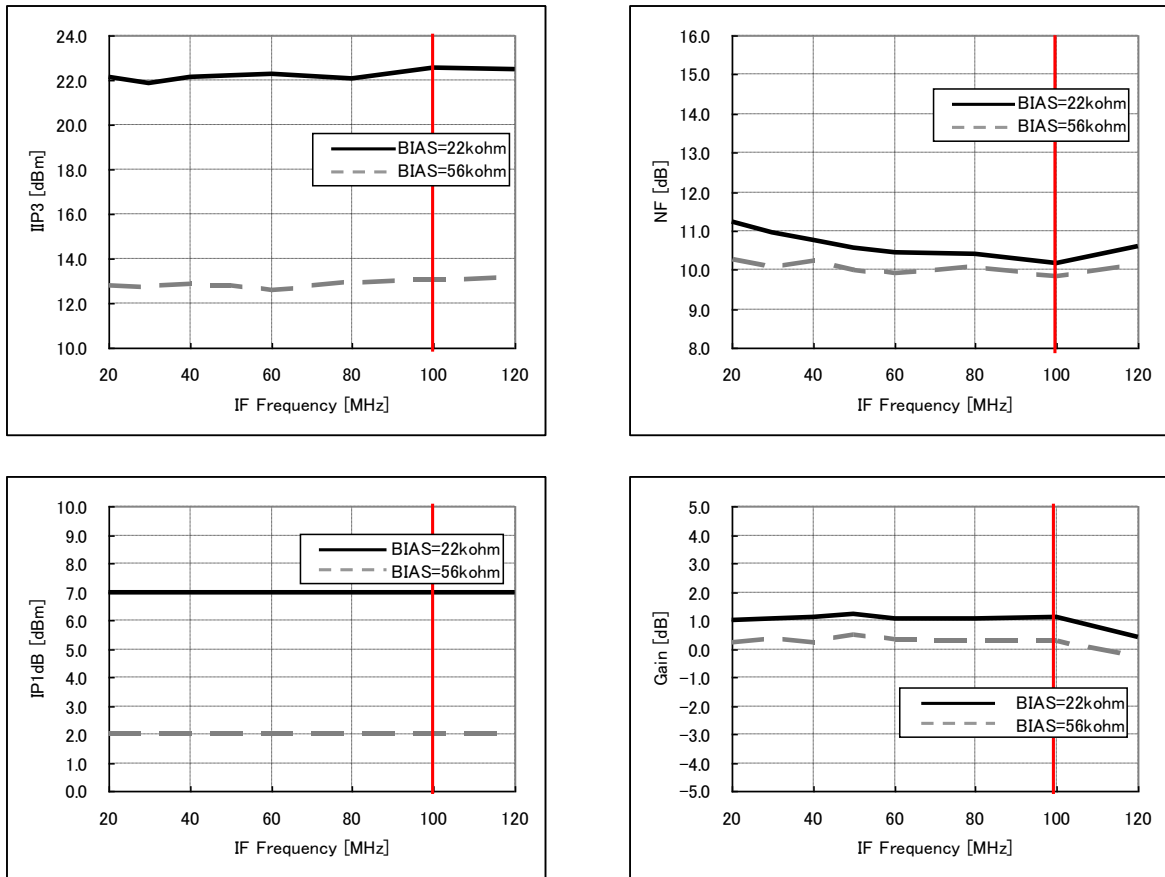 24.0
22.0
20.0
18.0
16.0
14.0
12.0
10.0
IIP3 [dBm]
BIAS=22kohm
BIAS=56kohm
20 40 60 80 100 120
IF Frequency [MHz]
16.0
15.0
14.0
13.0
12.0
11.0
10.0
9.0
8.0
NF [dB]
BIAS=22kohm
BIAS=56kohm
20 40 60 80 100 120
IF Frequency [MHz]
10.0
9.0
8.0
7.0
6.0
5.0
4.0
3.0
2.0
1.0
0.0
IP1dB [dBm]
BIAS=22kohm
BIAS=56kohm
20 40 60 80 100 120
IF Frequency [MHz]
5.0
4.0
3.0
2.0
1.0
0.0
−1.0
−2.0
−3.0
−4.0
−5.0
Gain [dB]
BIAS=22kohm
BIAS=56kohm
20 40 60 80 100 120
IF Frequency [MHz]